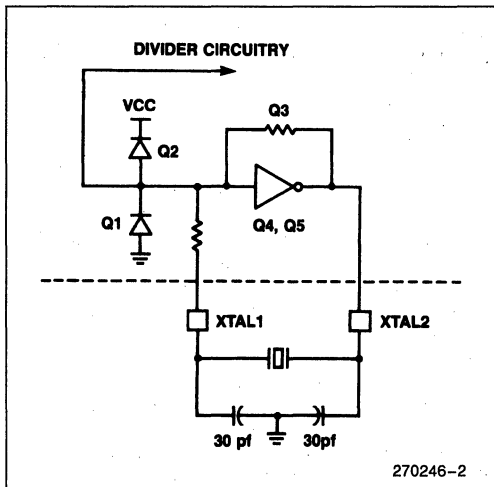 DIVIDER CIRCUITRY
VCC
Q2
Q3
Q1
Q4, Q5
XTAL1
XTAL2
30 pf
30pf
270246-2